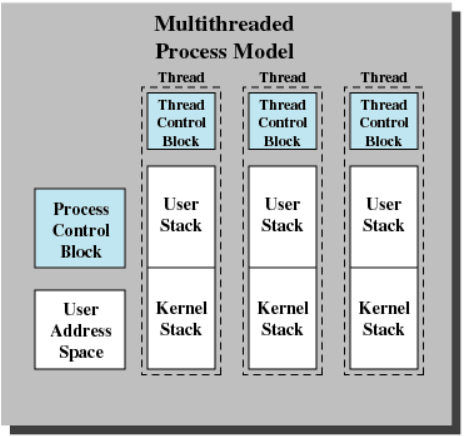 Multithreaded
Process Model
Thread
Thread
Thread
Thread
Control
Block
Thread
Control
Block
Thread
Control
Block
Process
Control
Block
User
Stack
User
Stack
User
Stack
User
Address
Space
Kernel
Stack
Kernel
Stack
Kernel
Stack